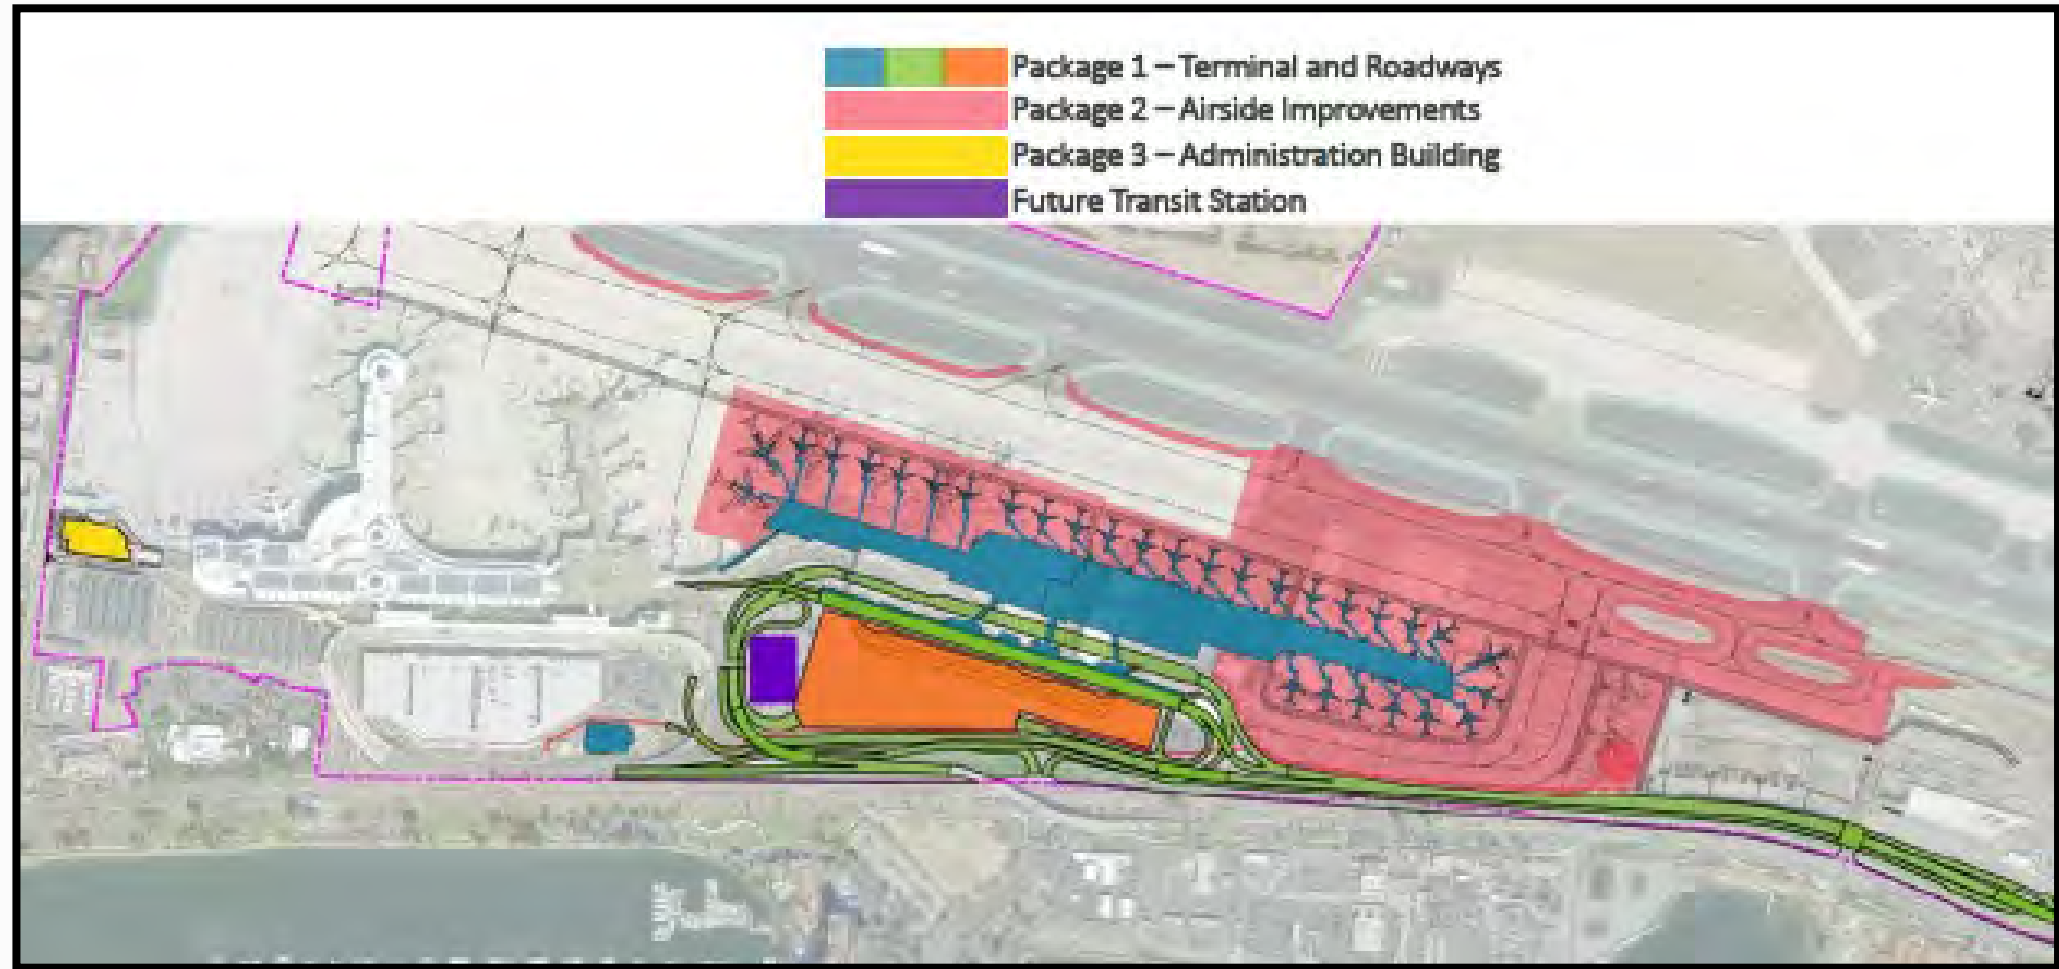 Package 1 – Terminal and Roadways
Package 2 – Airside Improvements
Package 3 – Administration Building
Future Transit Station